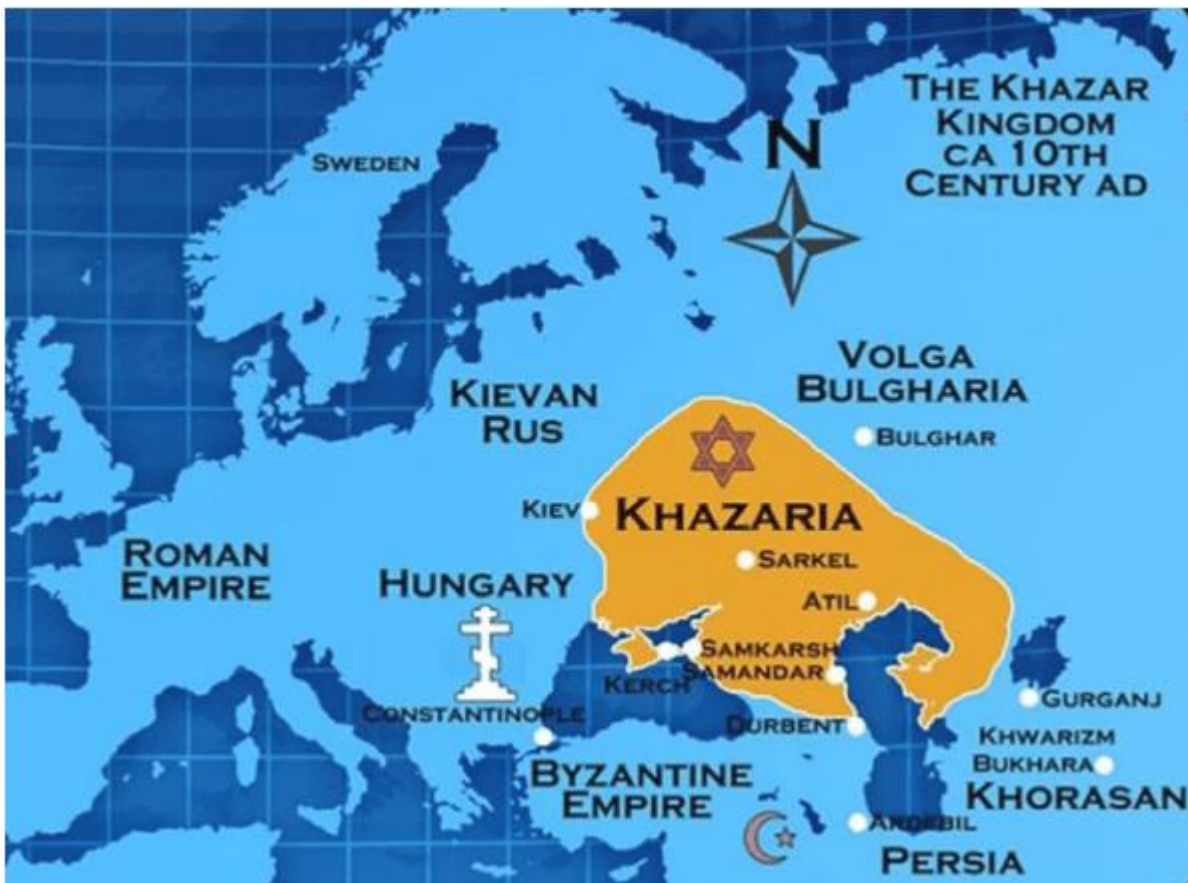 THE KHAZAR
KINGDOM
CA 10TH
CENTURY AD
N
SWEDEN
VOLGA
BULGHARIA
KIEVAN
RUS
BULGHAR
KIEV
KHAZARIA
ROMAN
EMPIRE
SARKEL
HUNGARY
ATIL
SAMKARSH
SAMANDAR
KERCH
GURGANJ
CONSTANTINOPLE
DURBENT
KHWARIZM
BYZANTINE
EMPIRE
BUKHARA
KHORASAN
ARDEBIL
PERSIA